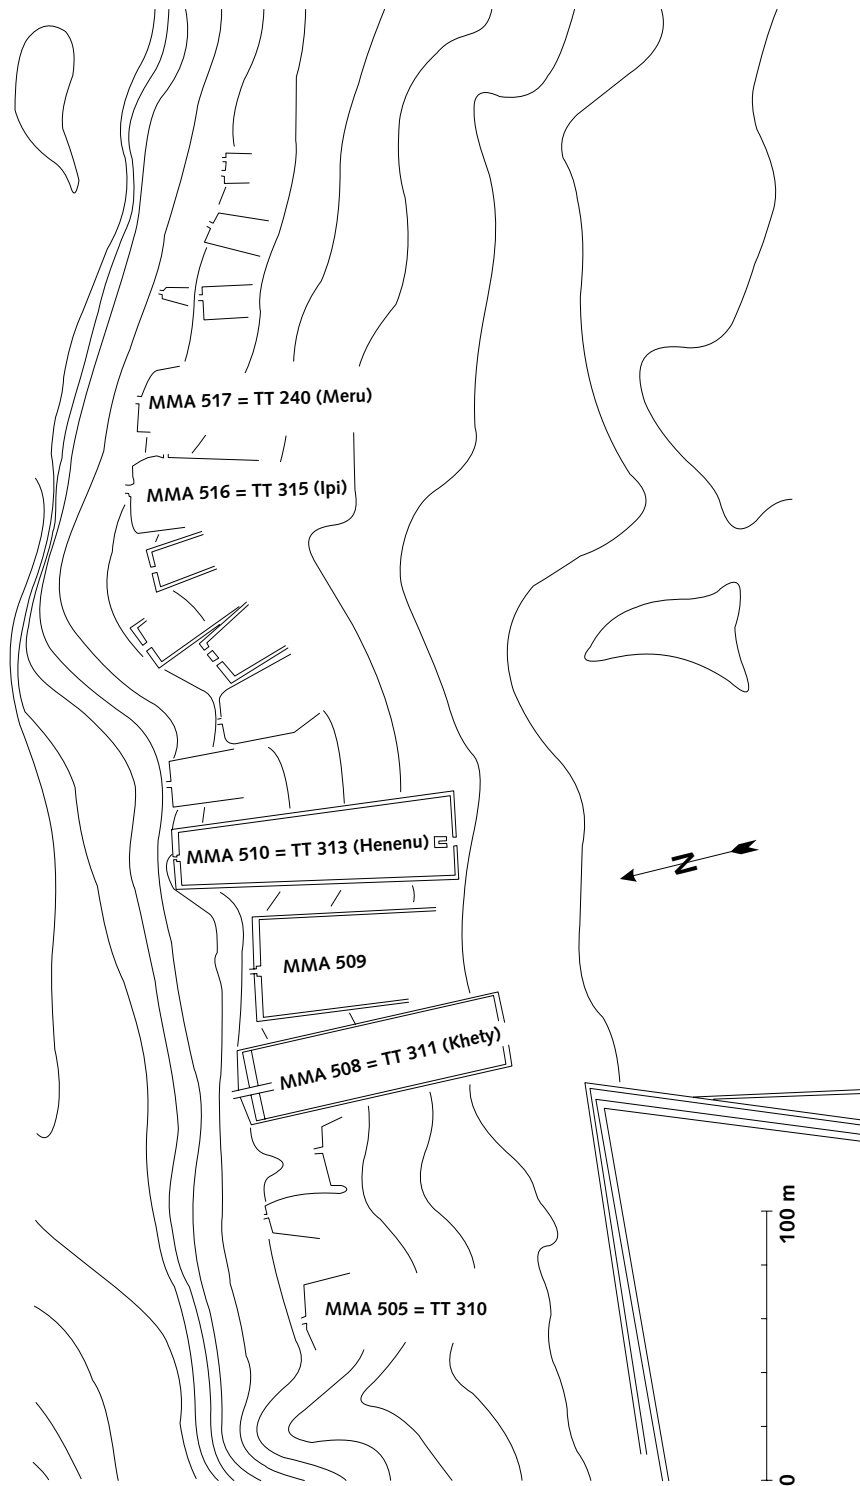 MMA 517 = TT 240 (Meru)
MMA 516 = TT 315 (Ipi)
MMA 510 = TT 313 (Henenu)
N
MMA 509
MMA 508 = TT 311 (Khety)
100 m
MMA 505 = TT 310
0